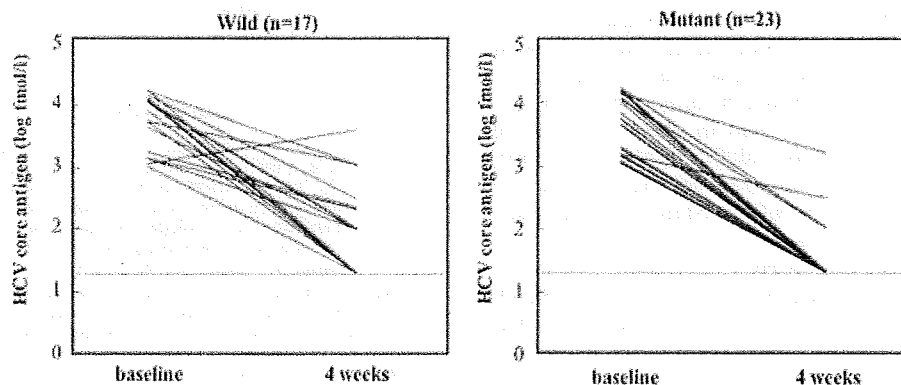 Wild (n=17)
HCV core antigen (log fmol/l)
5
4
3
2
1
0
baseline 4 weeks
Mutant (n=23)
HCV core antigen (log fmol/l)
5
4
3
2
1
0
baseline 4 weeks